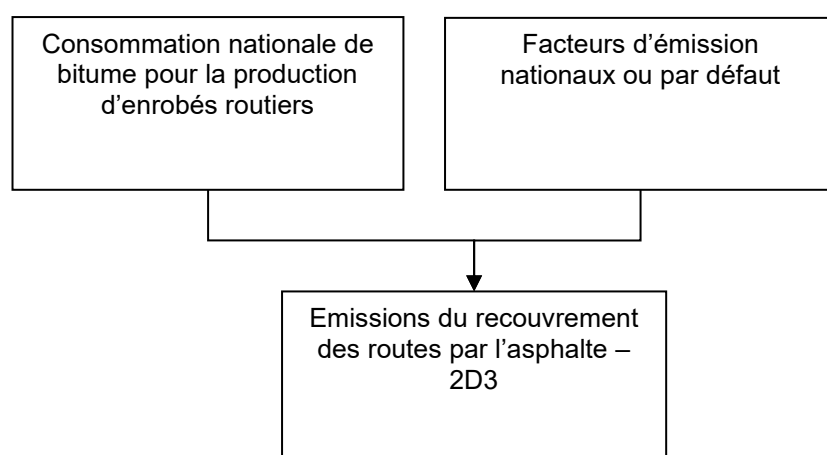 Consommation nationale de
bitume pour la production
d’enrobés routiers
Facteurs d’émission
nationaux ou par défaut
Emissions du recouvrement
des routes par l’asphalte –
2D3